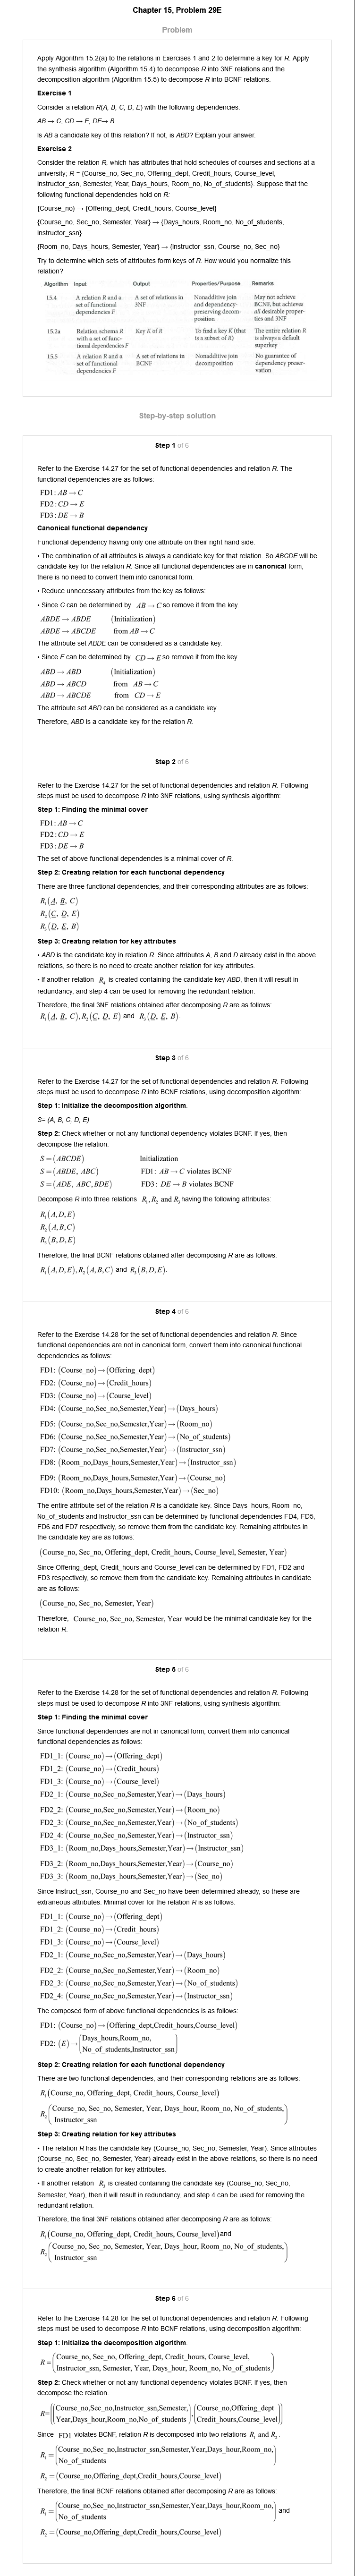 Chapter 15, Problem 29E
Problem
Apply Algorithm 15.2(a) to the relations in Exercises 1 and 2 to determine a key for R. Apply
the synthesis algorithm (Algorithm 15.4) to decompose R into 3NF relations and the
decomposition algorithm (Algorithm 15.5) to decompose R into BCNF relations.
Exercise 1
Consider a relation R(A, B, C, D, E) with the following dependencies:
AB → C, CD → E, DE→ B
Is AB a candidate key of this relation? If not, is ABD? Explain your answer.
Exercise 2
Consider the relation R, which has attributes that hold schedules of courses and sections at a
university; R = {Course_no, Sec_no, Offering_dept, Credit_hours, Course_level,
Instructor_ssn, Semester, Year, Days_hours, Room_no, No_of_students}. Suppose that the
following functional dependencies hold on R:
{Course_no} → {Offering_dept, Credit_hours, Course_level}
{Course_no, Sec_no, Semester, Year} → {Days_hours, Room_no, No_of_students,
Instructor_ssn}
{Room_no, Days_hours, Semester, Year} → {Instructor_ssn, Course_no, Sec_no}
Try to determine which sets of attributes form keys of R. How would you normalize this
relation?
Algorithm Input Output Properties/Purpose Remarks
15.4 A relation R and a set of functional dependencies F A set of relations in 3NF Nonadditive join and dependency-preserving decomposition May not achieve BCNF, but achieves all desirable properties and 3NF
15.2a Relation schema R with a set of functional dependencies F Key K of R To find a key K (that is a subset of R) The entire relation R is always a default superkey
15.5 A relation R and a set of functional dependencies F A set of relations in BCNF Nonadditive join decomposition No guarantee of dependency preservation
Step-by-step solution
Step 1 of 6
Refer to the Exercise 14.27 for the set of functional dependencies and relation R. The
functional dependencies are as follows:
FD1: AB → C
FD2: CD → E
FD3: DE → B
Canonical functional dependency
Functional dependency having only one attribute on their right hand side.
• The combination of all attributes is always a candidate key for that relation. So ABCDE will be
candidate key for the relation R. Since all functional dependencies are in canonical form,
there is no need to convert them into canonical form.
• Reduce unnecessary attributes from the key as follows:
• Since C can be determined by AB → C so remove it from the key.
ABDE → ABDE (Initialization)
ABDE → ABCDE from AB → C
The attribute set ABDE can be considered as a candidate key.
• Since E can be determined by CD → E so remove it from the key.
ABD → ABD (Initialization)
ABD → ABCD from AB → C
ABD → ABCDE from CD → E
The attribute set ABD can be considered as a candidate key.
Therefore, ABD is a candidate key for the relation R.
Step 2 of 6
Refer to the Exercise 14.27 for the set of functional dependencies and relation R. Following
steps must be used to decompose R into 3NF relations, using synthesis algorithm:
Step 1: Finding the minimal cover
FD1: AB → C
FD2: CD → E
FD3: DE → B
The set of above functional dependencies is a minimal cover of R.
Step 2: Creating relation for each functional dependency
There are three functional dependencies, and their corresponding attributes are as follows:
R₁(A, B, C)
R₂(C, D, E)
R₃(D, E, B)
Step 3: Creating relation for key attributes
• ABD is the candidate key in relation R. Since attributes A, B and D already exist in the above
relations, so there is no need to create another relation for key attributes.
• If another relation R₄ is created containing the candidate key ABD, then it will result in
redundancy, and step 4 can be used for removing the redundant relation.
Therefore, the final 3NF relations obtained after decomposing R are as follows:
R₁(A, B, C), R₂(C, D, E) and R₃(D, E, B).
Step 3 of 6
Refer to the Exercise 14.27 for the set of functional dependencies and relation R. Following
steps must be used to decompose R into BCNF relations, using decomposition algorithm:
Step 1: Initialize the decomposition algorithm.
S= (A, B, C, D, E)
Step 2: Check whether or not any functional dependency violates BCNF. If yes, then
decompose the relation.
S = (ABCDE) Initialization
S = (ABDE, ABC) FD1: AB → C violates BCNF
S = (ADE, ABC, BDE) FD3: DE → B violates BCNF
Decompose R into three relations R₁, R₂ and R₃ having the following attributes:
R₁(A,D,E)
R₂(A,B,C)
R₃(B,D,E)
Therefore, the final BCNF relations obtained after decomposing R are as follows:
R₁(A,D,E), R₂(A,B,C) and R₃(B,D,E).
Step 4 of 6
Refer to the Exercise 14.28 for the set of functional dependencies and relation R. Since
functional dependencies are not in canonical form, convert them into canonical functional
dependencies as follows:
FD1: (Course_no)→(Offering_dept)
FD2: (Course_no)→(Credit_hours)
FD3: (Course_no)→(Course_level)
FD4: (Course_no,Sec_no,Semester,Year)→(Days_hours)
FD5: (Course_no,Sec_no,Semester,Year)→(Room_no)
FD6: (Course_no,Sec_no,Semester,Year)→(No_of_students)
FD7: (Course_no,Sec_no,Semester,Year)→(Instructor_ssn)
FD8: (Room_no,Days_hours,Semester,Year)→(Instructor_ssn)
FD9: (Room_no,Days_hours,Semester,Year)→(Course_no)
FD10: (Room_no,Days_hours,Semester,Year)→(Sec_no)
The entire attribute set of the relation R is a candidate key. Since Days_hours, Room_no,
No_of_students and Instructor_ssn can be determined by functional dependencies FD4, FD5,
FD6 and FD7 respectively, so remove them from the candidate key. Remaining attributes in
the candidate key are as follows:
(Course_no, Sec_no, Offering_dept, Credit_hours, Course_level, Semester, Year)
Since Offering_dept, Credit_hours and Course_level can be determined by FD1, FD2 and
FD3 respectively, so remove them from the candidate key. Remaining attributes in candidate
are as follows:
(Course_no, Sec_no, Semester, Year)
Therefore, Course_no, Sec_no, Semester, Year would be the minimal candidate key for the
relation R.
Step 5 of 6
Refer to the Exercise 14.28 for the set of functional dependencies and relation R. Following
steps must be used to decompose R into 3NF relations, using synthesis algorithm:
Step 1: Finding the minimal cover
Since functional dependencies are not in canonical form, convert them into canonical
functional dependencies as follows:
FD1_1: (Course_no)→(Offering_dept)
FD1_2: (Course_no)→(Credit_hours)
FD1_3: (Course_no)→(Course_level)
FD2_1: (Course_no,Sec_no,Semester,Year)→(Days_hours)
FD2_2: (Course_no,Sec_no,Semester,Year)→(Room_no)
FD2_3: (Course_no,Sec_no,Semester,Year)→(No_of_students)
FD2_4: (Course_no,Sec_no,Semester,Year)→(Instructor_ssn)
FD3_1: (Room_no,Days_hours,Semester,Year)→(Instructor_ssn)
FD3_2: (Room_no,Days_hours,Semester,Year)→(Course_no)
FD3_3: (Room_no,Days_hours,Semester,Year)→(Sec_no)
Since Instruct_ssn, Course_no and Sec_no have been determined already, so these are
extraneous attributes. Minimal cover for the relation R is as follows:
FD1_1: (Course_no)→(Offering_dept)
FD1_2: (Course_no)→(Credit_hours)
FD1_3: (Course_no)→(Course_level)
FD2_1: (Course_no,Sec_no,Semester,Year)→(Days_hours)
FD2_2: (Course_no,Sec_no,Semester,Year)→(Room_no)
FD2_3: (Course_no,Sec_no,Semester,Year)→(No_of_students)
FD2_4: (Course_no,Sec_no,Semester,Year)→(Instructor_ssn)
The composed form of above functional dependencies is as follows:
FD1: (Course_no)→(Offering_dept,Credit_hours,Course_level)
FD2: (E)→(Days_hours,Room_no,
No_of_students,Instructor_ssn)
Step 2: Creating relation for each functional dependency
There are two functional dependencies, and their corresponding relations are as follows:
R₁(Course_no, Offering_dept, Credit_hours, Course_level)
R₂(Course_no, Sec_no, Semester, Year, Days_hour, Room_no, No_of_students,
Instructor_ssn)
Step 3: Creating relation for key attributes
• The relation R has the candidate key (Course_no, Sec_no, Semester, Year). Since attributes
(Course_no, Sec_no, Semester, Year) already exist in the above relations, so there is no need
to create another relation for key attributes.
• If another relation R₃ is created containing the candidate key (Course_no, Sec_no,
Semester, Year), then it will result in redundancy, and step 4 can be used for removing the
redundant relation.
Therefore, the final 3NF relations obtained after decomposing R are as follows:
R₁(Course_no, Offering_dept, Credit_hours, Course_level)and
R₂(Course_no, Sec_no, Semester, Year, Days_hour, Room_no, No_of_students,
Instructor_ssn)
Step 6 of 6
Refer to the Exercise 14.28 for the set of functional dependencies and relation R. Following
steps must be used to decompose R into BCNF relations, using decomposition algorithm:
Step 1: Initialize the decomposition algorithm.
R = (Course_no, Sec_no, Offering_dept, Credit_hours, Course_level,
Instructor_ssn, Semester, Year, Days_hour, Room_no, No_of_students)
Step 2: Check whether or not any functional dependency violates BCNF. If yes, then
decompose the relation.
R=((Course_no,Sec_no,Instructor_ssn,Semester,
Year,Days_hour,Room_no,No_of_students),(Course_no,Offering_dept
Credit_hours,Course_level))
Since FD1 violates BCNF, relation R is decomposed into two relations R₁ and R₂.
R₁ = (Course_no,Sec_no,Instructor_ssn,Semester,Year,Days_hour,Room_no,
No_of_students)
R₂ = (Course_no,Offering_dept,Credit_hours,Course_level)
Therefore, the final BCNF relations obtained after decomposing R are as follows:
R₁ = (Course_no,Sec_no,Instructor_ssn,Semester,Year,Days_hour,Room_no,
No_of_students) and
R₂ = (Course_no,Offering_dept,Credit_hours,Course_level)